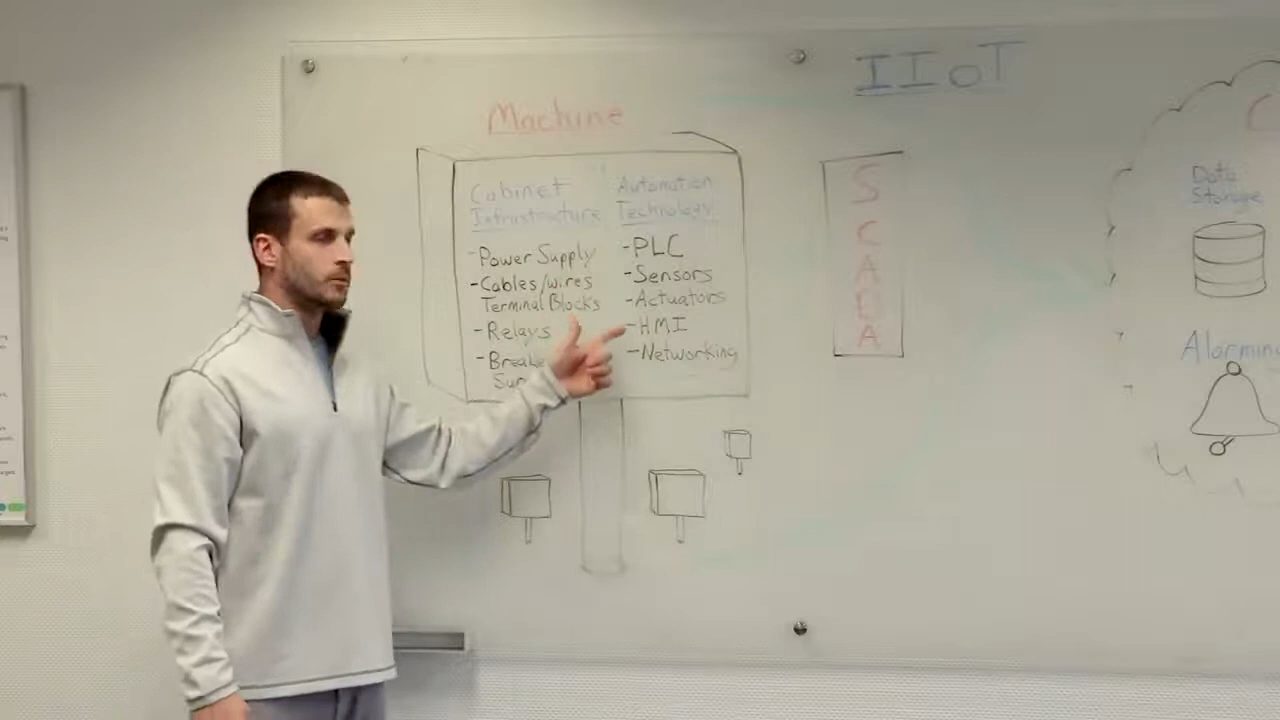 IIoT
Machine
Cabinet
Infrastructure
-Power Supply
-Cables/wires
Terminal Blocks
-Relays
Automation
Technology
-PLC
-Sensors
-Actuators
-HMI
-Networking
SCADA
Data
Storage
Alarming